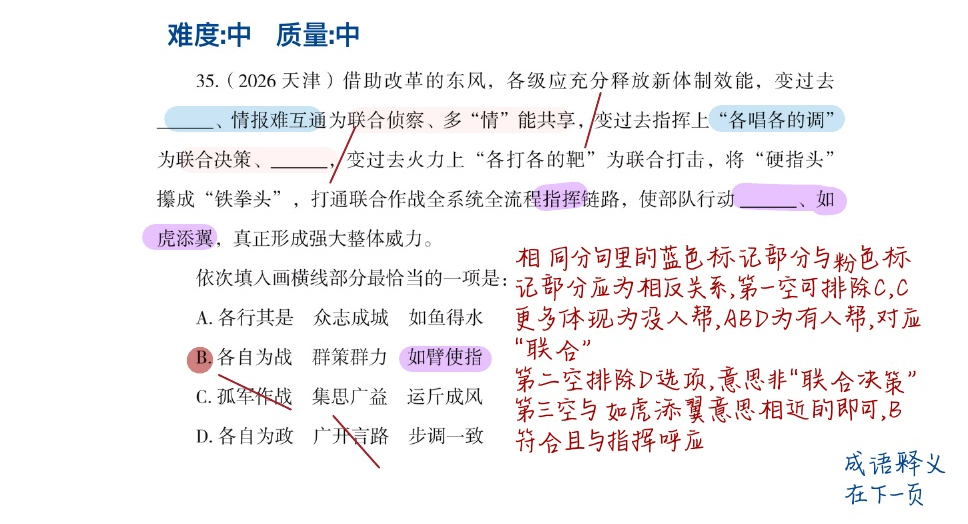 难度:中 质量:中
35.（2026 天津）借助改革的东风，各级应充分释放新体制效能，变过去
______、情报难互通为联合侦察、多“情”能共享，变过去指挥上“各唱各的调”
为联合决策、______，变过去火力上“各打各的靶”为联合打击，将“硬指头”
攥成“铁拳头”，打通联合作战全系统全流程指挥链路，使部队行动______、如
虎添翼，真正形成强大整体威力。
依次填入画横线部分最恰当的一项是：
A. 各行其是 众志成城 如鱼得水
B. 各自为战 群策群力 如臂使指
C. 孤军作战 集思广益 运斤成风
D. 各自为政 广开言路 步调一致
相同分句里的蓝色标记部分与粉色标
记部分应为相反关系,第一空可排除C,C
更多体现为没人帮,ABD为有人帮,对应
“联合”
第二空排除D选项,意思非“联合决策”
第三空与如虎添翼意思相近的即可,B
符合且与指挥呼应
成语释义
在下一页